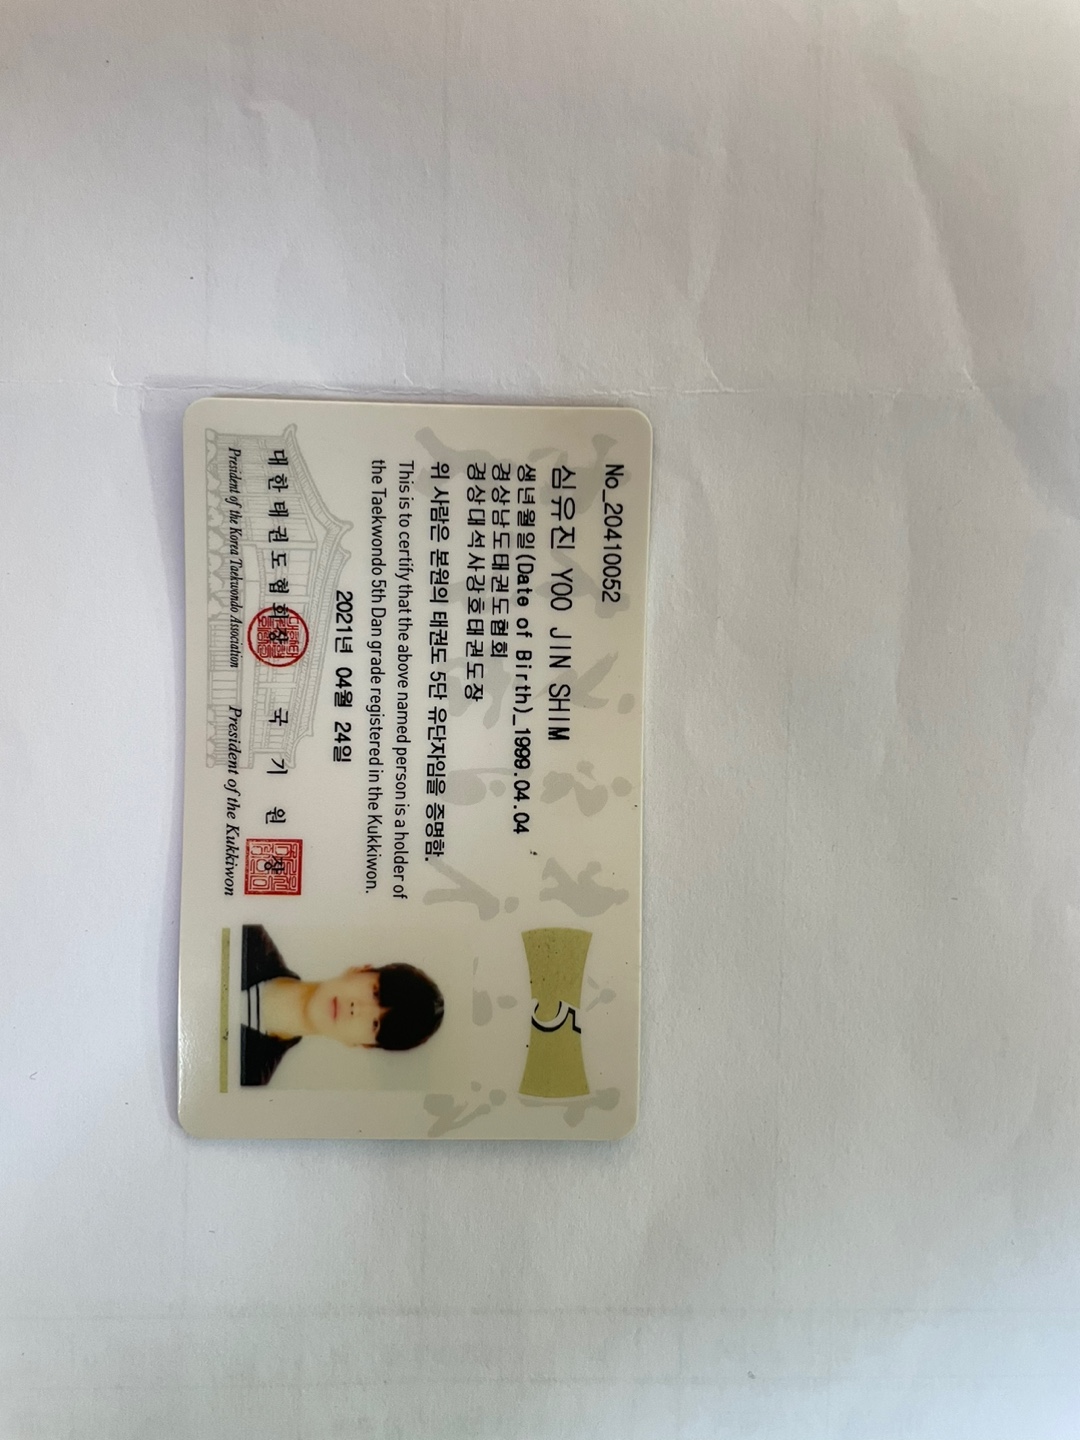 No_20410052
심유진 YOO JIN SHIM
생년월일(Date of Birth)_1999.04.04
경상남도태권도협회
경상대석사강호태권도장
위 사람은 본원의 태권도 5단 유단자임을 증명함.
This is to certify that the above named person is a holder of
the Taekwondo 5th Dan grade registered in the Kukkiwon.
2021년 04월 24일
대한태권도협회장 국기원장
President of the Korea Taekwondo Association President of the Kukkiwon
5